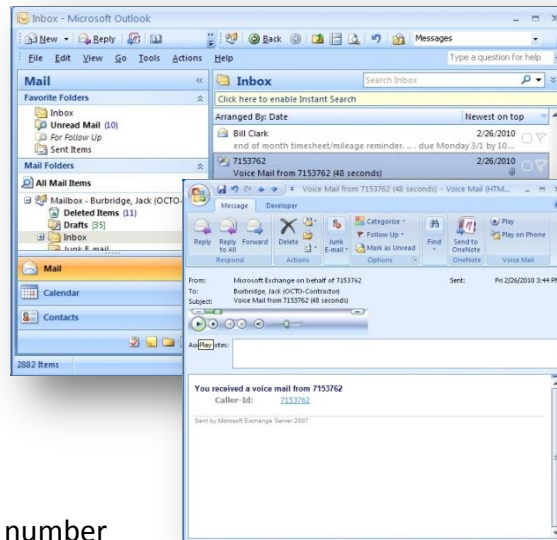 Inbox - Microsoft Outlook
New Reply Back Messages
File Edit View Go Tools Actions Help Type a question for help
Mail
Favorite Folders
Inbox
Unread Mail (10)
For Follow Up
Sent Items
Mail Folders
All Mail Items
Mailbox - Burbridge, Jack (OCTO-
Deleted Items (11)
Drafts [35]
Inbox
Junk E-mail
Mail
Calendar
Contacts
2882 Items
Inbox Search Inbox
Click here to enable Instant Search
Arranged By: Date Newest on top
Bill Clark 2/26/2010
end of month timesheet/mileage reminder. .. due Monday 3/1 by 10...
7153762 2/26/2010
Voice Mail from 7153762 (48 seconds)
Voice Mail from 7153762 (48 seconds) - Voice Mail (HTM...
Message Developer
Reply Reply to All Forward Delete Junk E-mail Categorize Follow Up Mark as Unread Find Send to OneNote Play Play on Phone
Respond Actions Options OneNote Voice Mail
From: Microsoft Exchange on behalf of 7153762 Sent: Fri 2/26/2010 3:44 PM
To: Burbridge, Jack (OCTO-Contractor)
Subject: Voice Mail from 7153762 (48 seconds)
Play otes:
You received a voice mail from 7153762
Caller-Id: 7153762
Sent by Microsoft Exchange Server 2007
number